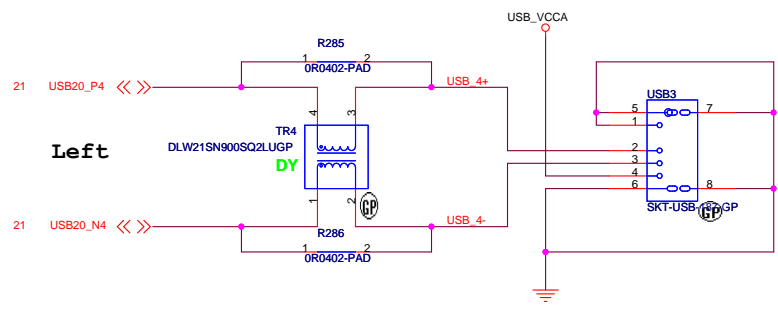 USB_VCCA
R285
1 2
0R0402-PAD
21 USB20_P4 USB_4+
USB3
5 7
1
4 3
TR4
Left
DLW21SN900SQ2LUGP
DY
2
3
4
6 8
1 2
GP
SKT-USB-187-GP
GP
21 USB20_N4 USB_4-
R286
1 2
0R0402-PAD